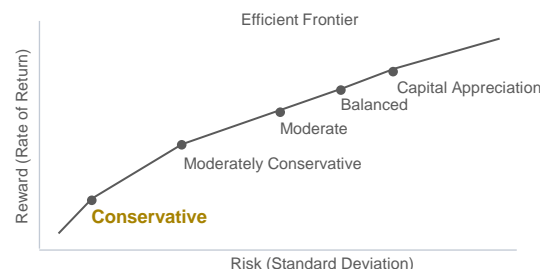 Efficient Frontier
Reward (Rate of Return)
Capital Appreciation
Balanced
Moderate
Moderately Conservative
Conservative
Risk (Standard Deviation)